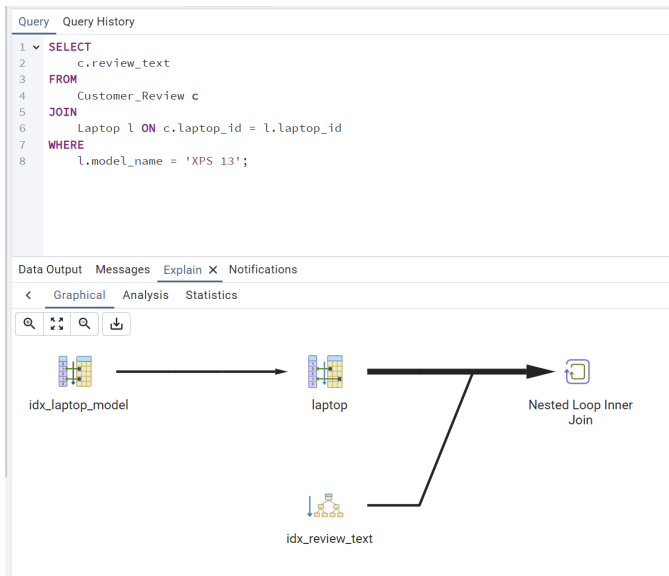 Query Query History
1 SELECT
2 c.review_text
3 FROM
4 Customer_Review c
5 JOIN
6 Laptop l ON c.laptop_id = l.laptop_id
7 WHERE
8 l.model_name = 'XPS 13';
Data Output Messages Explain X Notifications
Graphical Analysis Statistics
idx_laptop_model
laptop
Nested Loop Inner
Join
idx_review_text